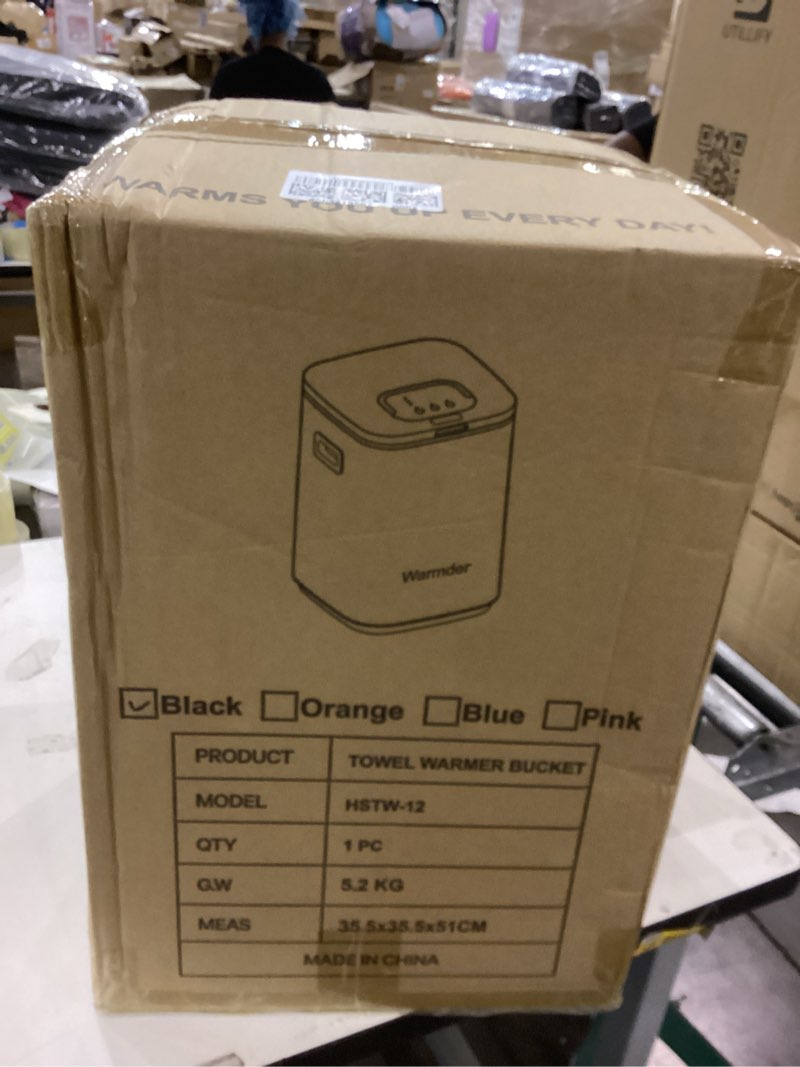 UTILLIFY
WARMS YOU UP EVERY DAY!
Warmder
Black Orange Blue Pink
PRODUCT TOWEL WARMER BUCKET
MODEL HSTW-12
QTY 1 PC
G.W 5.2 KG
MEAS 35.5x35.5x51CM
MADE IN CHINA